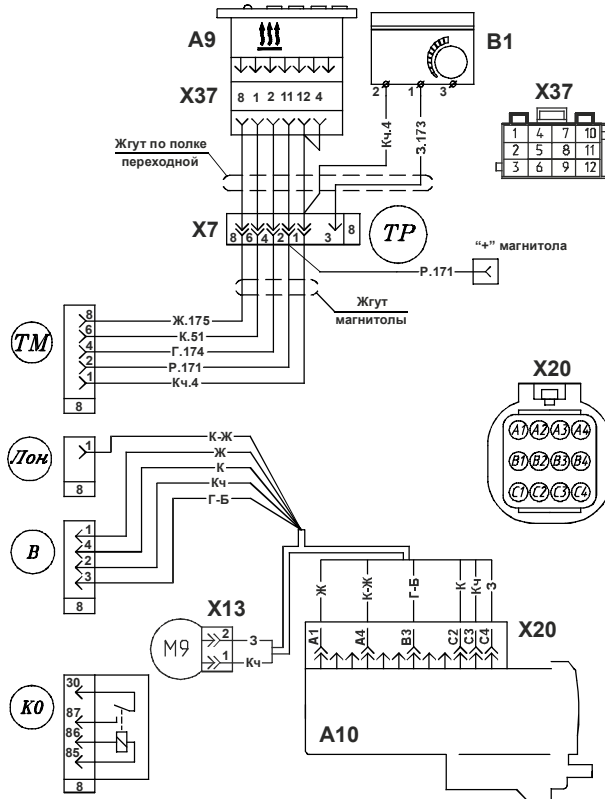 A9
B1
X37
8 1 2 11 12 4
2 1 3
X37
1 4 7 10
2 5 8 11
3 6 9 12
Кч.4
З.173
Жгут по полке
переходной
X7
8 6 4 2 1 3 8
ТР
"+" магнитола
Р.171
Жгут
магнитолы
ТМ
8
6
4
2
1
8
Ж.175
К.51
Г.174
Р.171
Кч.4
X20
A1 A2 A3 A4
B1 B2 B3 B4
C1 C2 C3 C4
Лон
1
8
К-Ж
Ж
К
Кч
Г-Б
В
1
4
2
3
8
X13
М9
2 З
1 Кч
Ж К-Ж Г-Б К Кч З
A1 A4 B3 C2 C3 C4
X20
A10
КО
30
87
86
85
8